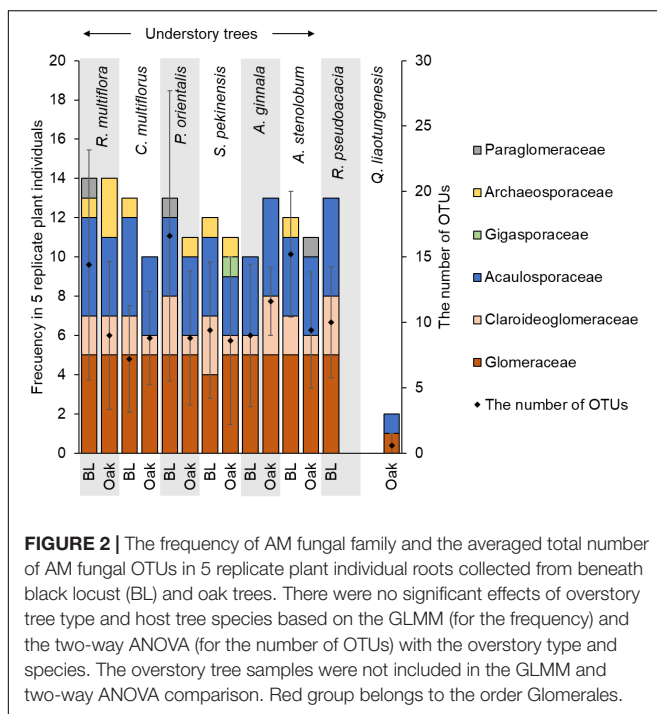 Understory trees
20
18
16
14
12
10
8
6
4
2
0
Frecuency in 5 replicate plant individuals
R. multiflora
C. multiflorus
P. orientalis
S. pekinensis
A. ginnala
A. stenolobum
R. pseudoacacia
Q. liaotungenesis
30
25
20
15
10
5
0
The number of OTUs
BL
Oak
BL
Oak
BL
Oak
BL
Oak
BL
Oak
BL
Oak
BL
Oak
Paraglomeraceae
Archaeosporaceae
Gigasporaceae
Acaulosporaceae
Claroideoglomeraceae
Glomeraceae
The number of OTUs
FIGURE 2 | The frequency of AM fungal family and the averaged total number
of AM fungal OTUs in 5 replicate plant individual roots collected from beneath
black locust (BL) and oak trees. There were no significant effects of overstory
tree type and host tree species based on the GLMM (for the frequency) and
the two-way ANOVA (for the number of OTUs) with the overstory type and
species. The overstory tree samples were not included in the GLMM and
two-way ANOVA comparison. Red group belongs to the order Glomerales.